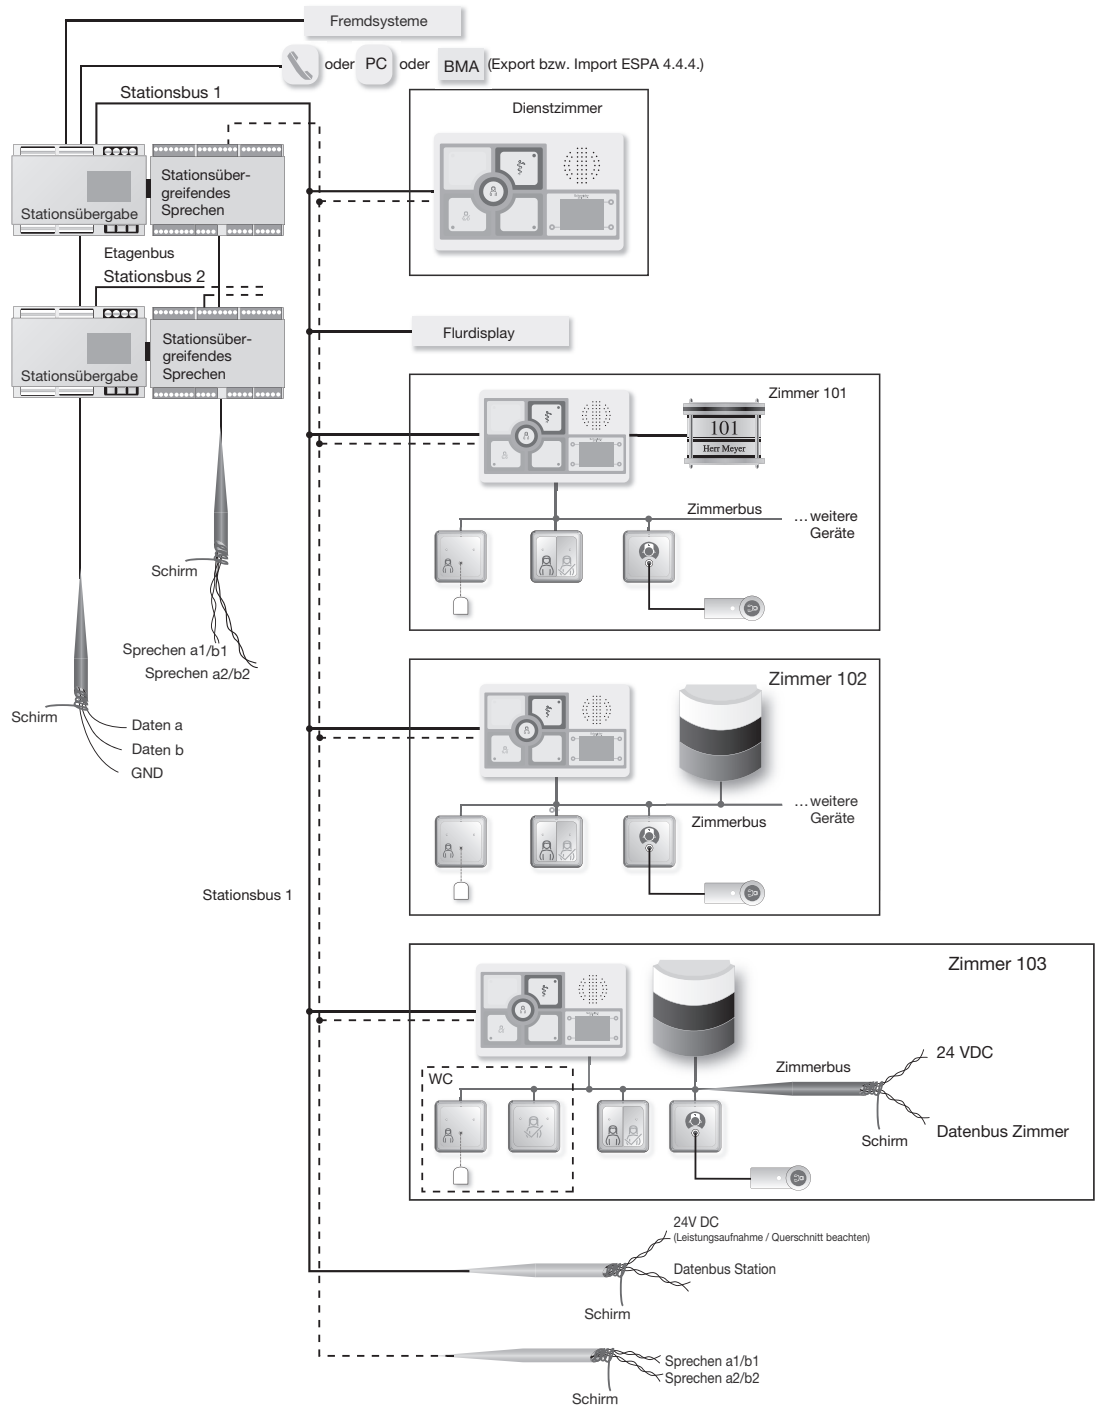 Fremdsysteme
oder PC oder BMA (Export bzw. Import ESPA 4.4.4.)
Stationsbus 1
Dienstzimmer
Stationsübergabe
Stationsüber-
greifendes
Sprechen
Etagenbus
Stationsbus 2
Stationsübergabe
Stationsüber-
greifendes
Sprechen
Flurdisplay
Zimmer 101
101
Herr Meyer
Zimmerbus
...weitere
Geräte
Schirm
Sprechen a1/b1
Sprechen a2/b2
Schirm
Daten a
Daten b
GND
Zimmer 102
...weitere
Geräte
Zimmerbus
Stationsbus 1
Zimmer 103
WC
Zimmerbus
24 VDC
Schirm
Datenbus Zimmer
24V DC
(Leistungsaufnahme / Querschnitt beachten)
Datenbus Station
Schirm
Sprechen a1/b1
Sprechen a2/b2
Schirm